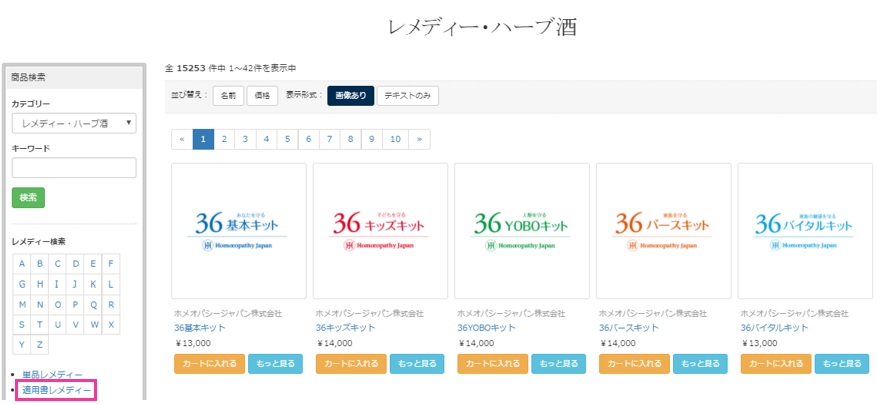 レメディー・ハーブ酒
商品検索
カテゴリー
レメディー・ハーブ酒
キーワード
検索
レメディー検索
A B C D E F
G H I J K L
M N O P Q R
S T U V W X
Y Z
単品レメディー
適用書レメディー
全 15253 件中 1～42件を表示中
並び替え： 名前 価格 表示形式： 画像あり テキストのみ
« 1 2 3 4 5 6 7 8 9 10 »
あなたを守る
36 基本キット
Homoeopathy Japan
ホメオパシージャパン株式会社
36基本キット
￥13,000
カートに入れる もっと見る
子どもを守る
36 キッズキット
Homoeopathy Japan
ホメオパシージャパン株式会社
36キッズキット
￥14,000
カートに入れる もっと見る
人類を守る
36 YOBOキット
Homoeopathy Japan
ホメオパシージャパン株式会社
36YOBOキット
￥14,000
カートに入れる もっと見る
家族を守る
36 バースキット
Homoeopathy Japan
ホメオパシージャパン株式会社
36バースキット
￥14,000
カートに入れる もっと見る
家族の健康を守る
36 バイタルキット
Homoeopathy Japan
ホメオパシージャパン株式会社
36バイタルキット
￥13,000
カートに入れる もっと見る